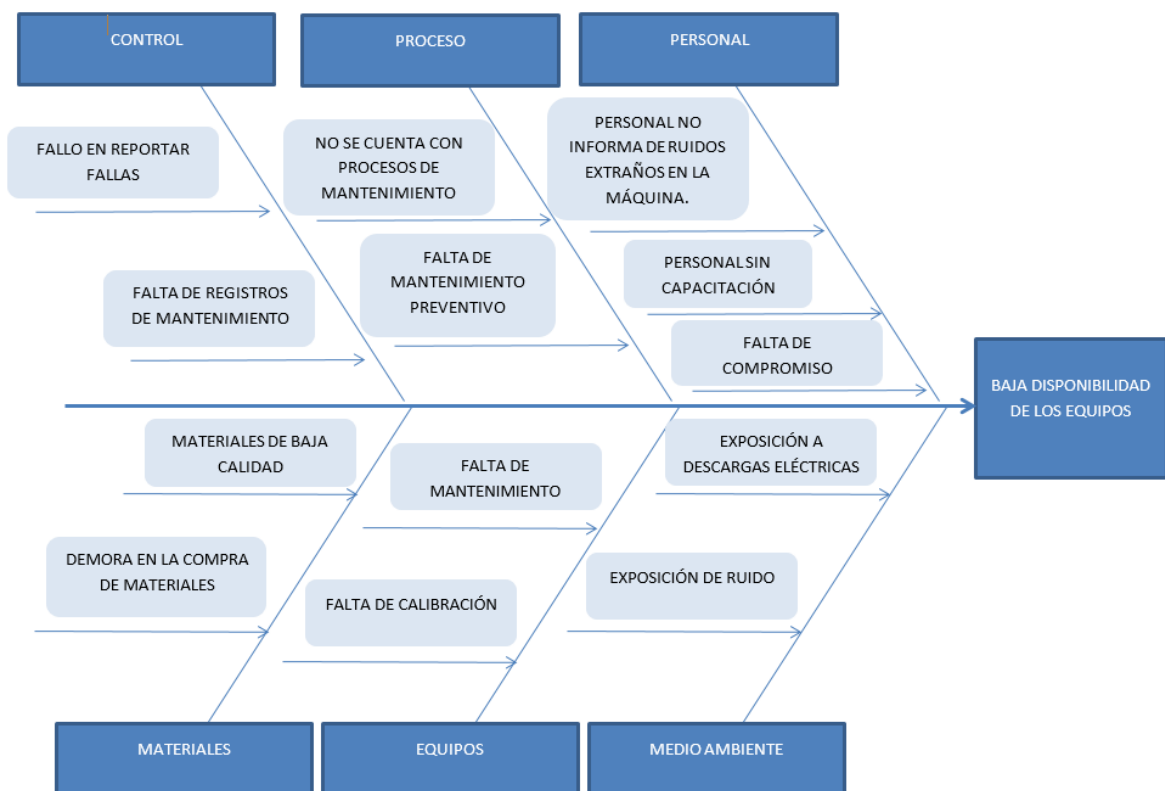 CONTROL
PROCESO
PERSONAL
FALLO EN REPORTAR
FALLAS
NO SE CUENTA CON
PROCESOS DE
MANTENIMIENTO
PERSONAL NO
INFORMA DE RUIDOS
EXTRAÑOS EN LA
MÁQUINA.
FALTA DE REGISTROS
DE MANTENIMIENTO
FALTA DE
MANTENIMIENTO
PREVENTIVO
PERSONAL SIN
CAPACITACIÓN
FALTA DE
COMPROMISO
BAJA DISPONIBILIDAD
DE LOS EQUIPOS
MATERIALES DE BAJA
CALIDAD
FALTA DE
MANTENIMIENTO
EXPOSICIÓN A
DESCARGAS ELÉCTRICAS
DEMORA EN LA COMPRA
DE MATERIALES
FALTA DE CALIBRACIÓN
EXPOSICIÓN DE RUIDO
MATERIALES
EQUIPOS
MEDIO AMBIENTE